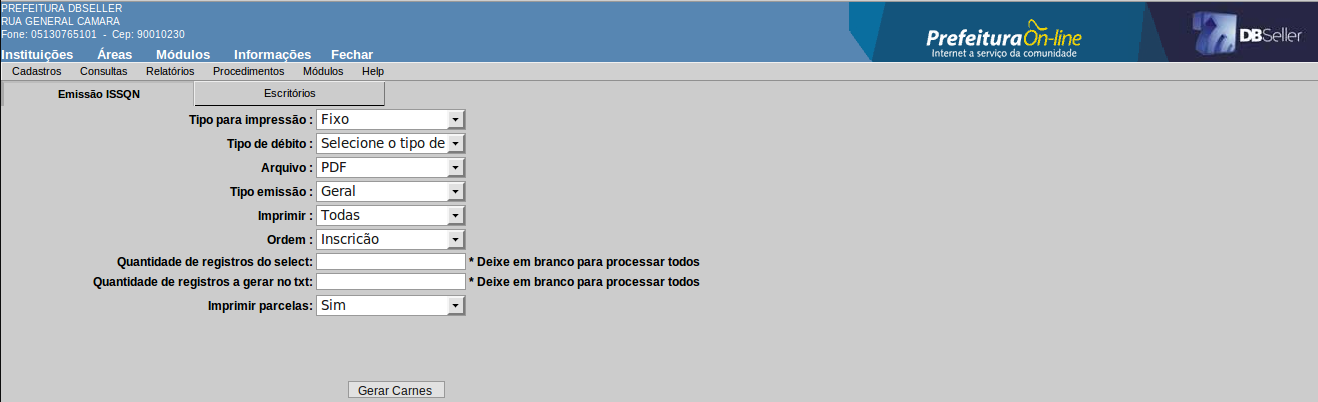 PREFEITURA DBSELLER
RUA GENERAL CAMARA
Fone: 05130765101 - Cep: 90010230
PrefeituraOn-line
Internet a serviço da comunidade
DBSeller
Instituições Áreas Módulos Informações Fechar
Cadastros Consultas Relatórios Procedimentos Módulos Help
Emissão ISSQN Escritórios
Tipo para impressão : Fixo
Tipo de débito : Selecione o tipo de
Arquivo : PDF
Tipo emissão : Geral
Imprimir : Todas
Ordem : Inscricão
Quantidade de registros do select: * Deixe em branco para processar todos
Quantidade de registros a gerar no txt: * Deixe em branco para processar todos
Imprimir parcelas: Sim
Gerar Carnes